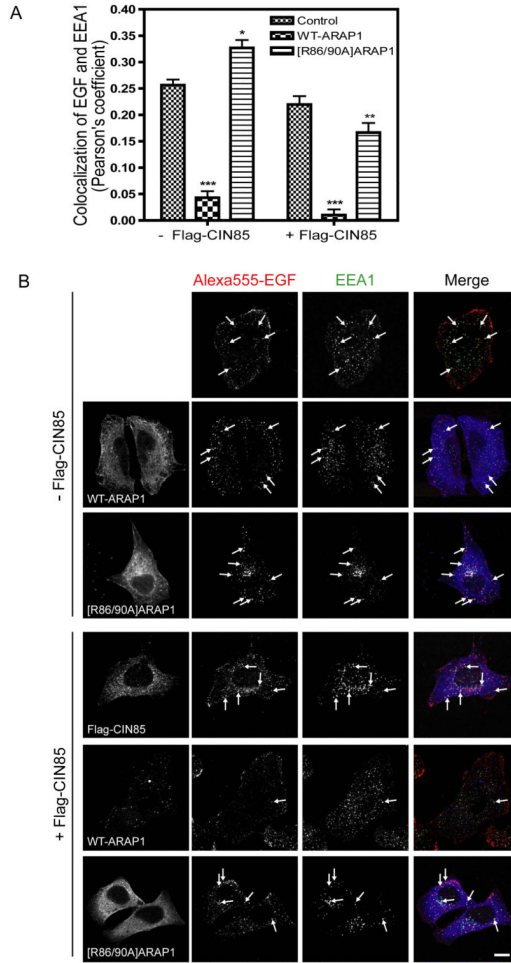 A
Colocalization of EGF and EEA1
(Pearson's coefficient)
0.40
0.35
0.30
0.25
0.20
0.15
0.10
0.05
0.00
Control
WT-ARAP1
[R86/90A]ARAP1
*
***
**
***
- Flag-CIN85
+ Flag-CIN85
B
Alexa555-EGF
EEA1
Merge
- Flag-CIN85
WT-ARAP1
[R86/90A]ARAP1
+ Flag-CIN85
Flag-CIN85
WT-ARAP1
[R86/90A]ARAP1